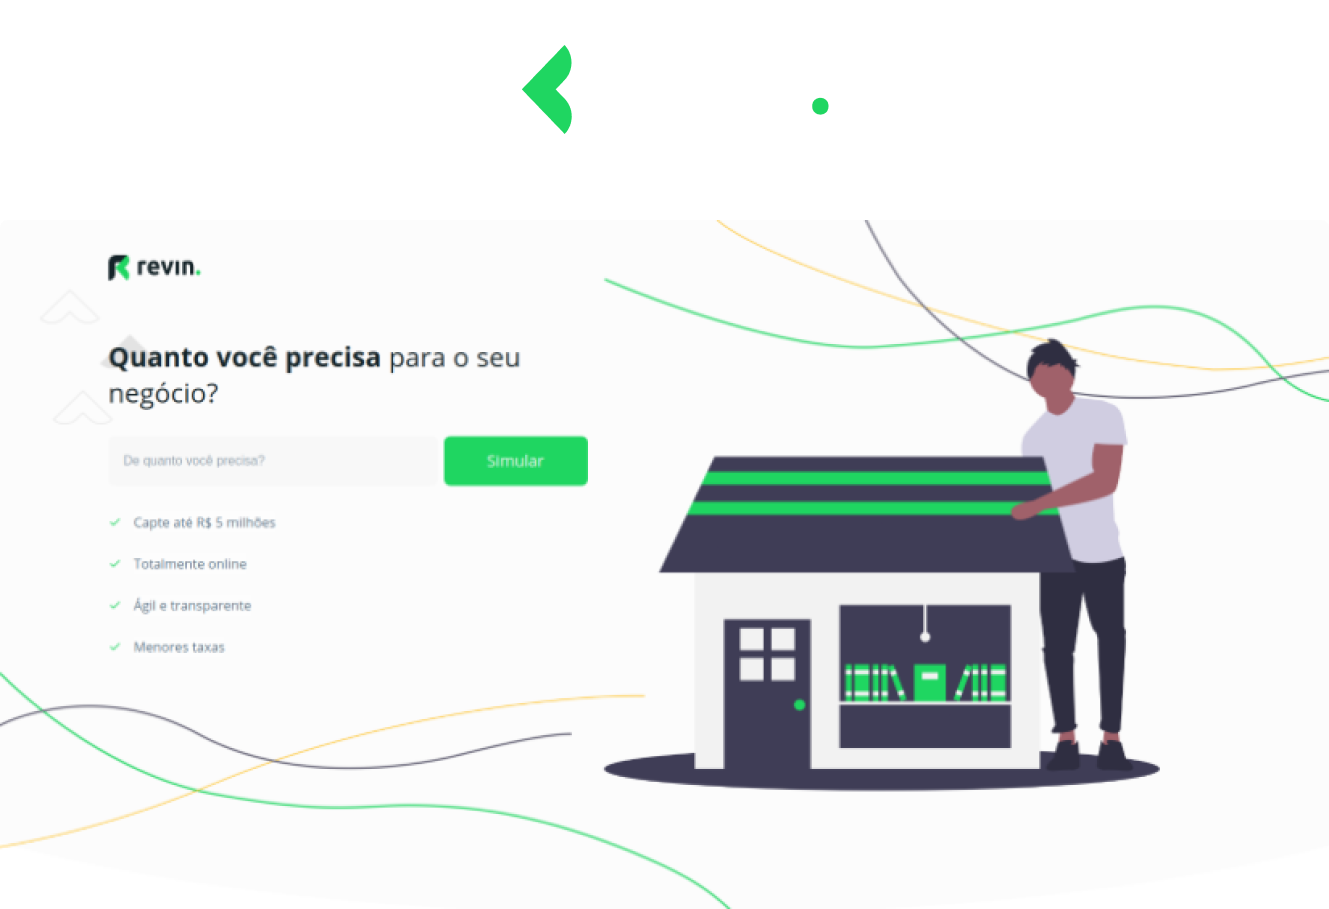 revin.
Quanto você precisa para o seu
negócio?
De quanto você precisa?
Simular
Capte até R$ 5 milhões
Totalmente online
Ágil e transparente
Menores taxas